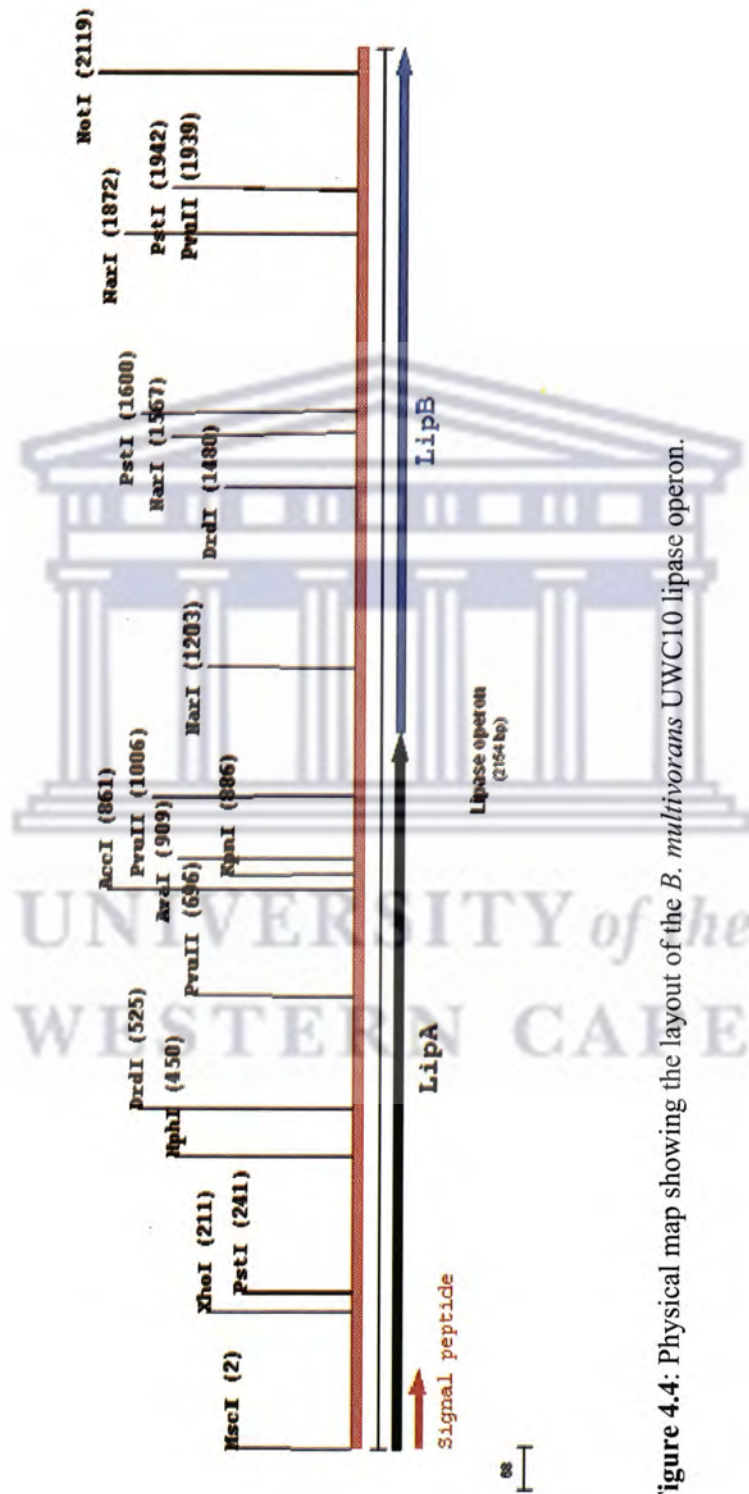 MscI (2)
XhoI (211)
PstI (241)
HphI (450)
DrdI (525)
PvuII (696)
AccI (861)
KpnI (886)
AvaI (909)
PvuII (1006)
NarI (1203)
DrdI (1480)
NarI (1567)
PstI (1600)
NarI (1872)
PvuII (1939)
PstI (1942)
NotI (2119)
LipA
LipB
Signal peptide
Lipase operon
(2154 bp)
68
UNIVERSITY of the
WESTERN CAPE
Figure 4.4: Physical map showing the layout of the B. multivorans UWC10 lipase operon.